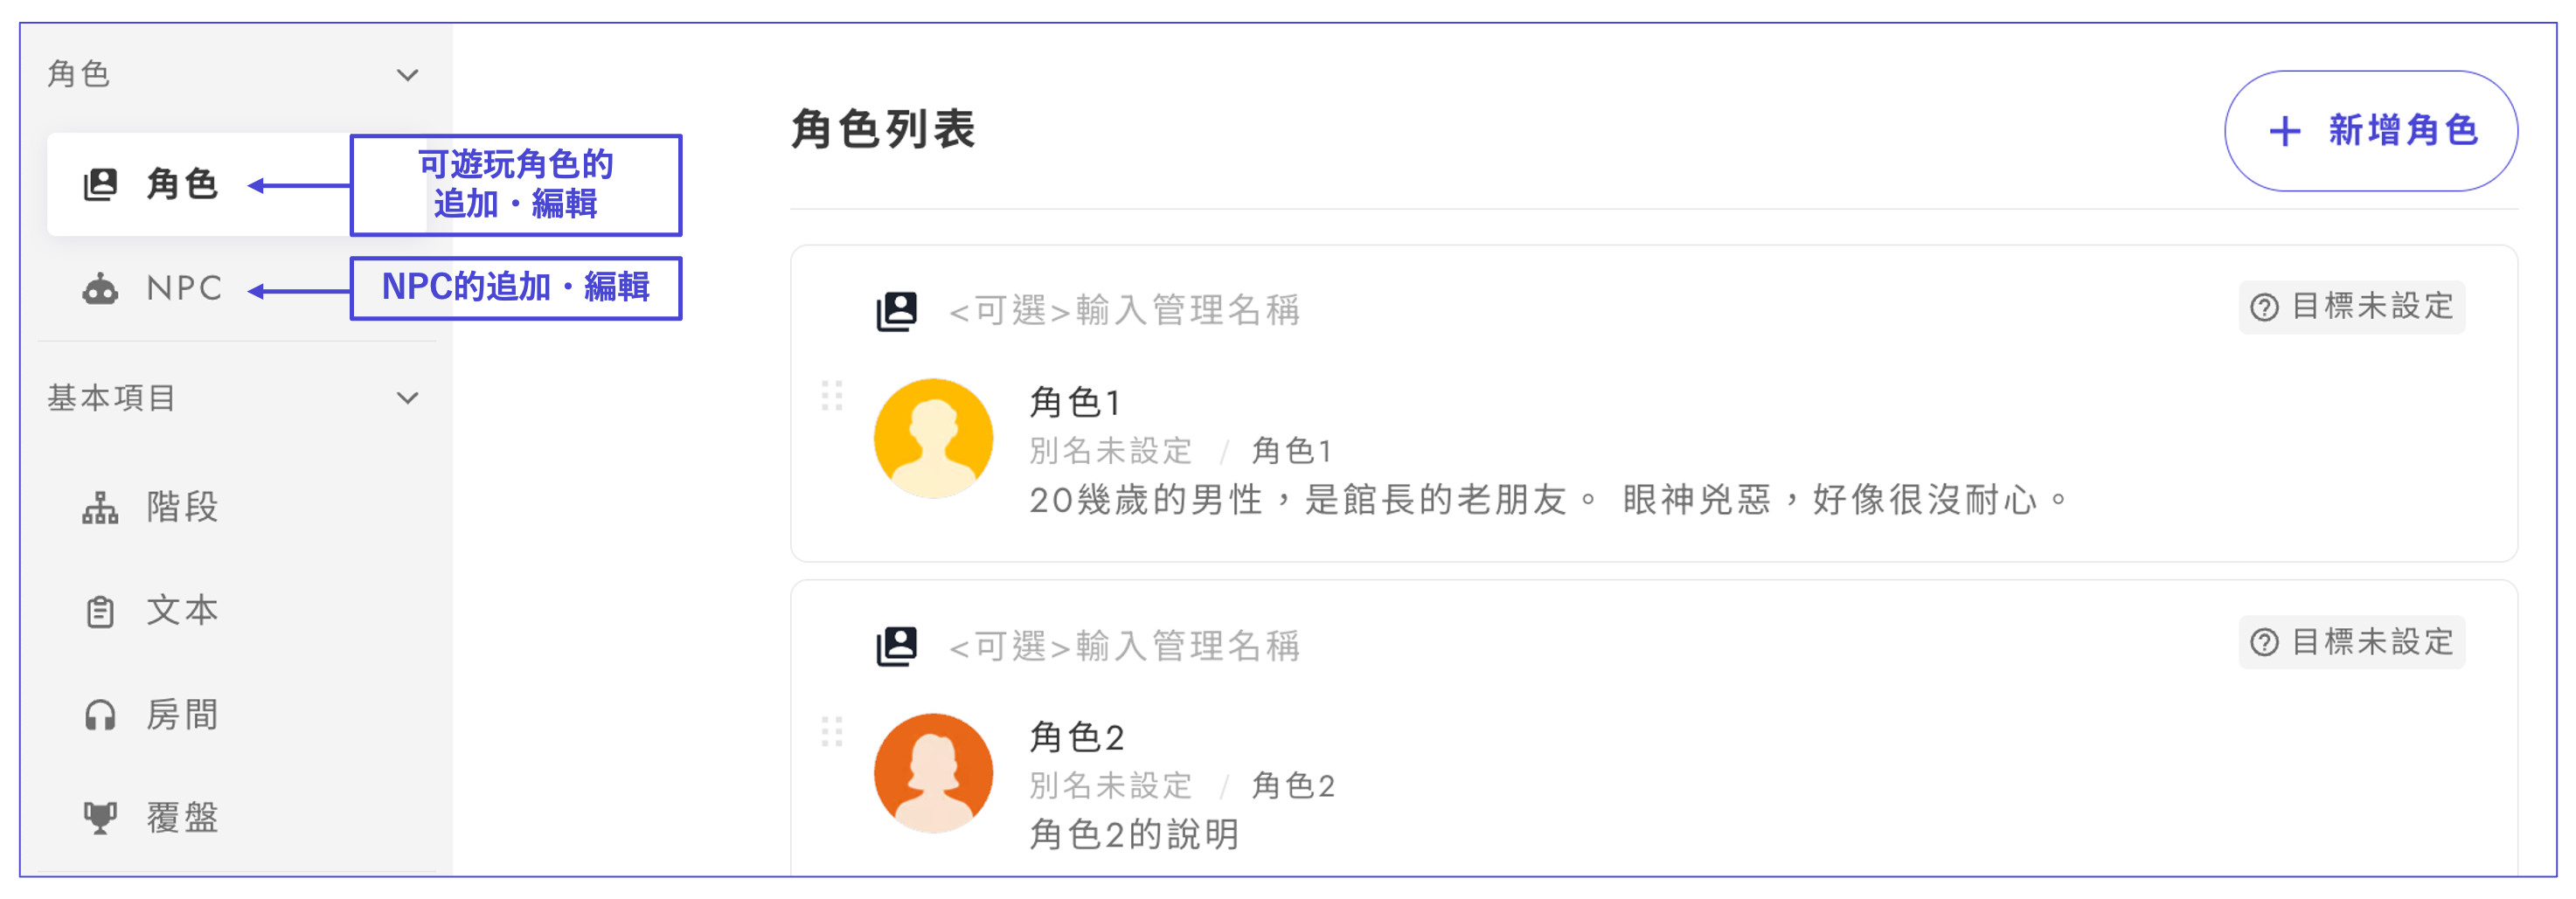 角色
角色
可遊玩角色的
追加・編輯
NPC
NPC的追加・編輯
基本項目
階段
文本
房間
覆盤
角色列表
+ 新增角色
<可選>輸入管理名稱
目標未設定
角色1
別名未設定 / 角色1
20幾歲的男性，是館長的老朋友。 眼神兇惡，好像很沒耐心。
<可選>輸入管理名稱
目標未設定
角色2
別名未設定 / 角色2
角色2的說明